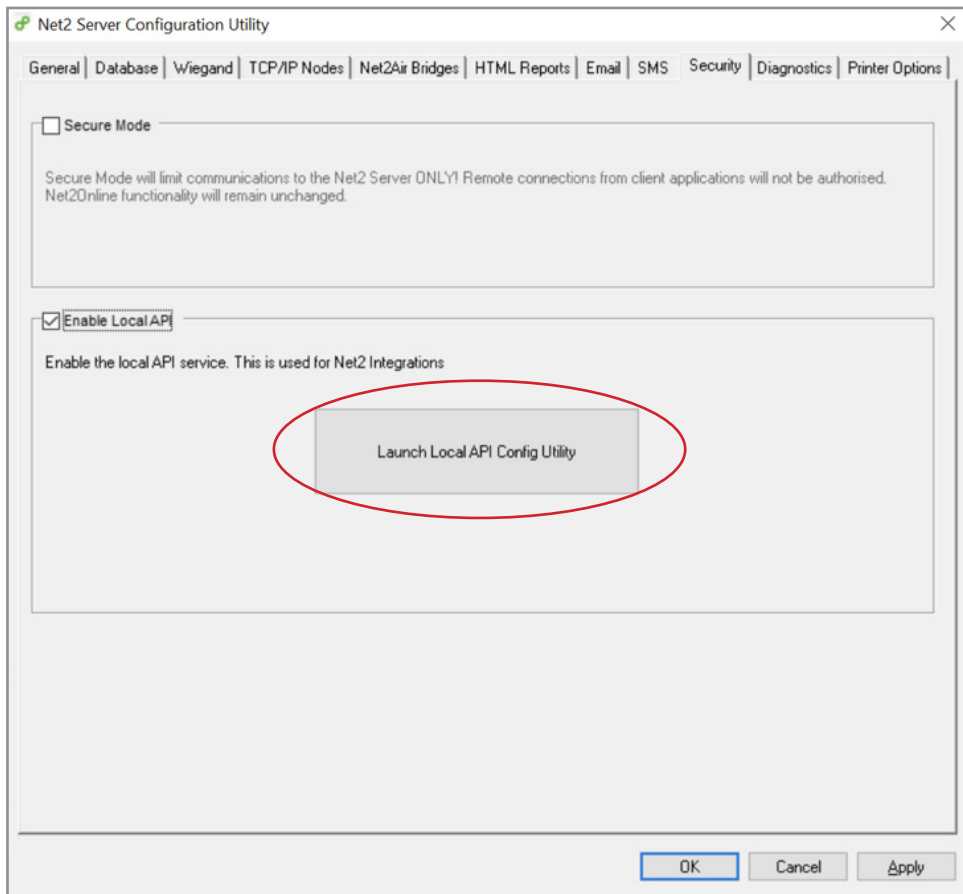 Net2 Server Configuration Utility
General Database Wiegand TCP/IP Nodes Net2Air Bridges HTML Reports Email SMS Security Diagnostics Printer Options
Secure Mode
Secure Mode will limit communications to the Net2 Server ONLY! Remote connections from client applications will not be authorised.
Net2Online functionality will remain unchanged.
Enable Local API
Enable the local API service. This is used for Net2 Integrations
Launch Local API Config Utility
OK Cancel Apply